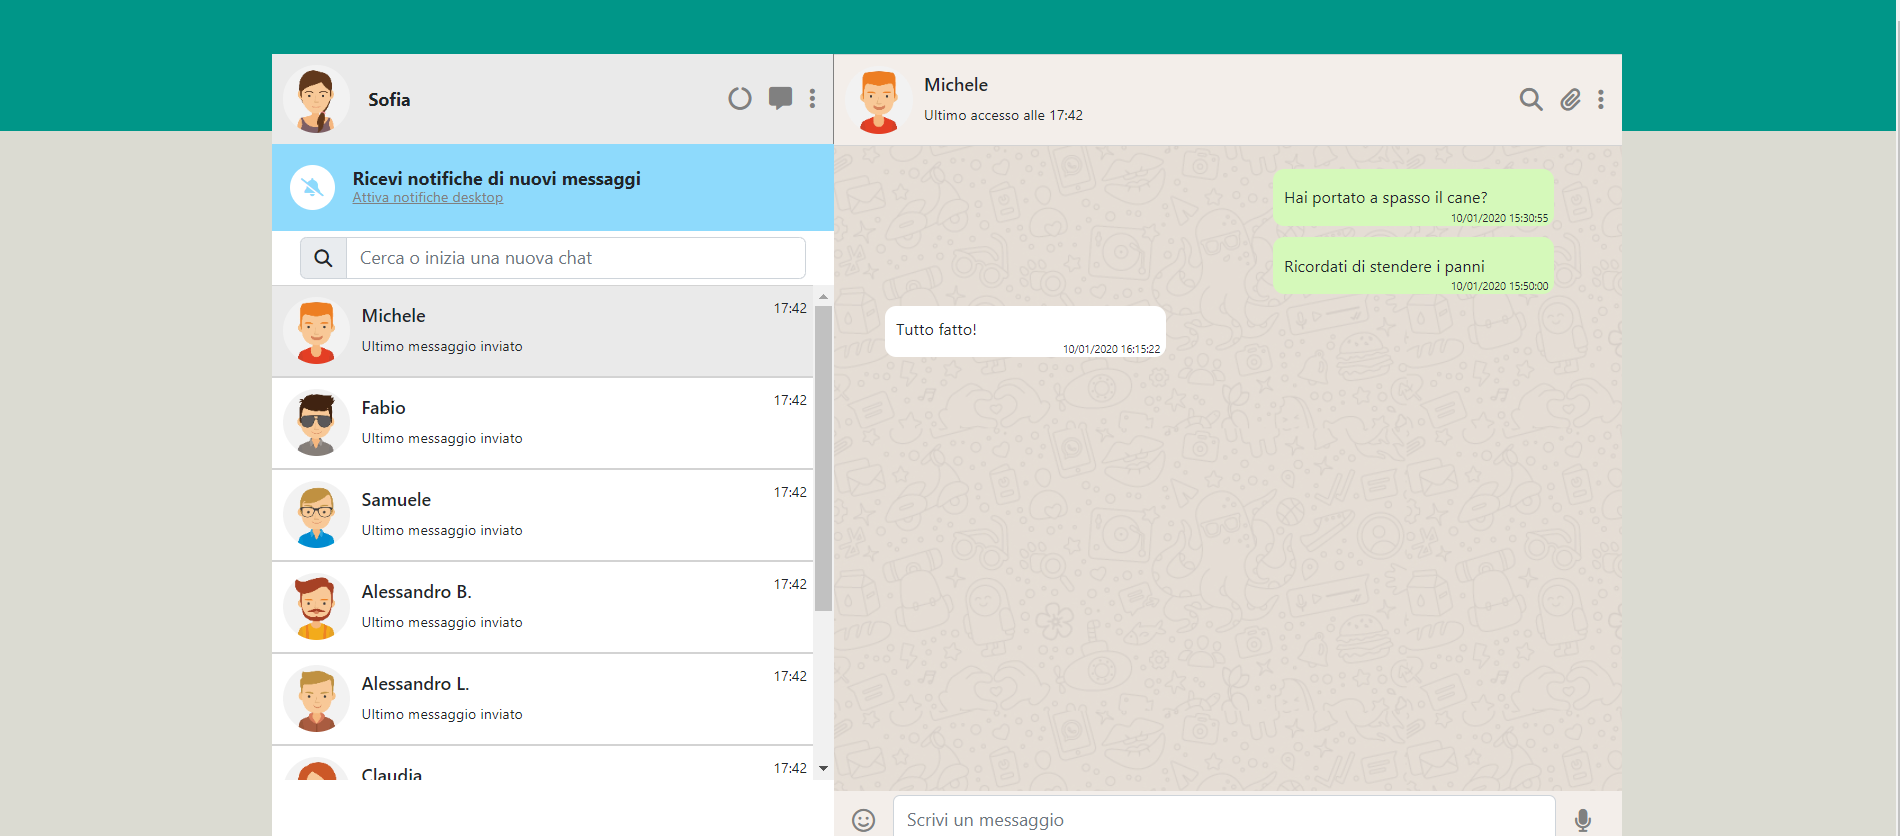 Sofia
Ricevi notifiche di nuovi messaggi
Attiva notifiche desktop
Cerca o inizia una nuova chat
Michele
17:42
Ultimo messaggio inviato
Fabio
17:42
Ultimo messaggio inviato
Samuele
17:42
Ultimo messaggio inviato
Alessandro B.
17:42
Ultimo messaggio inviato
Alessandro L.
17:42
Ultimo messaggio inviato
Claudia
17:42
Michele
Ultimo accesso alle 17:42
Hai portato a spasso il cane?
10/01/2020 15:30:55
Ricordati di stendere i panni
10/01/2020 15:50:00
Tutto fatto!
10/01/2020 16:15:22
Scrivi un messaggio